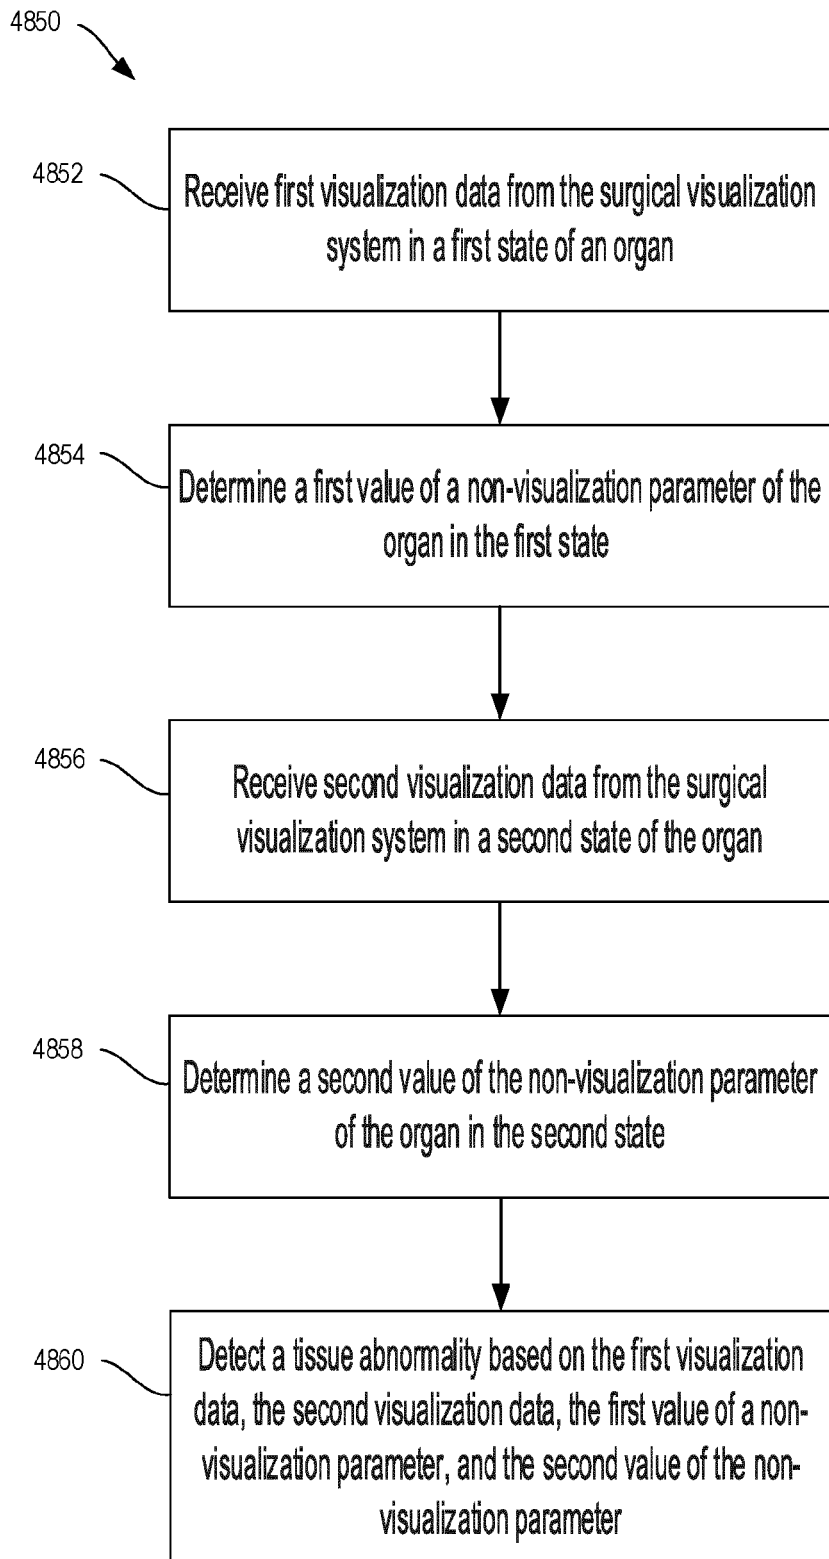 4850
4852
Receive first visualization data from the surgical visualization
system in a first state of an organ
4854
Determine a first value of a non-visualization parameter of the
organ in the first state
4856
Receive second visualization data from the surgical
visualization system in a second state of the organ
4858
Determine a second value of the non-visualization parameter
of the organ in the second state
4860
Detect a tissue abnormality based on the first visualization
data, the second visualization data, the first value of a non-
visualization parameter, and the second value of the non-
visualization parameter